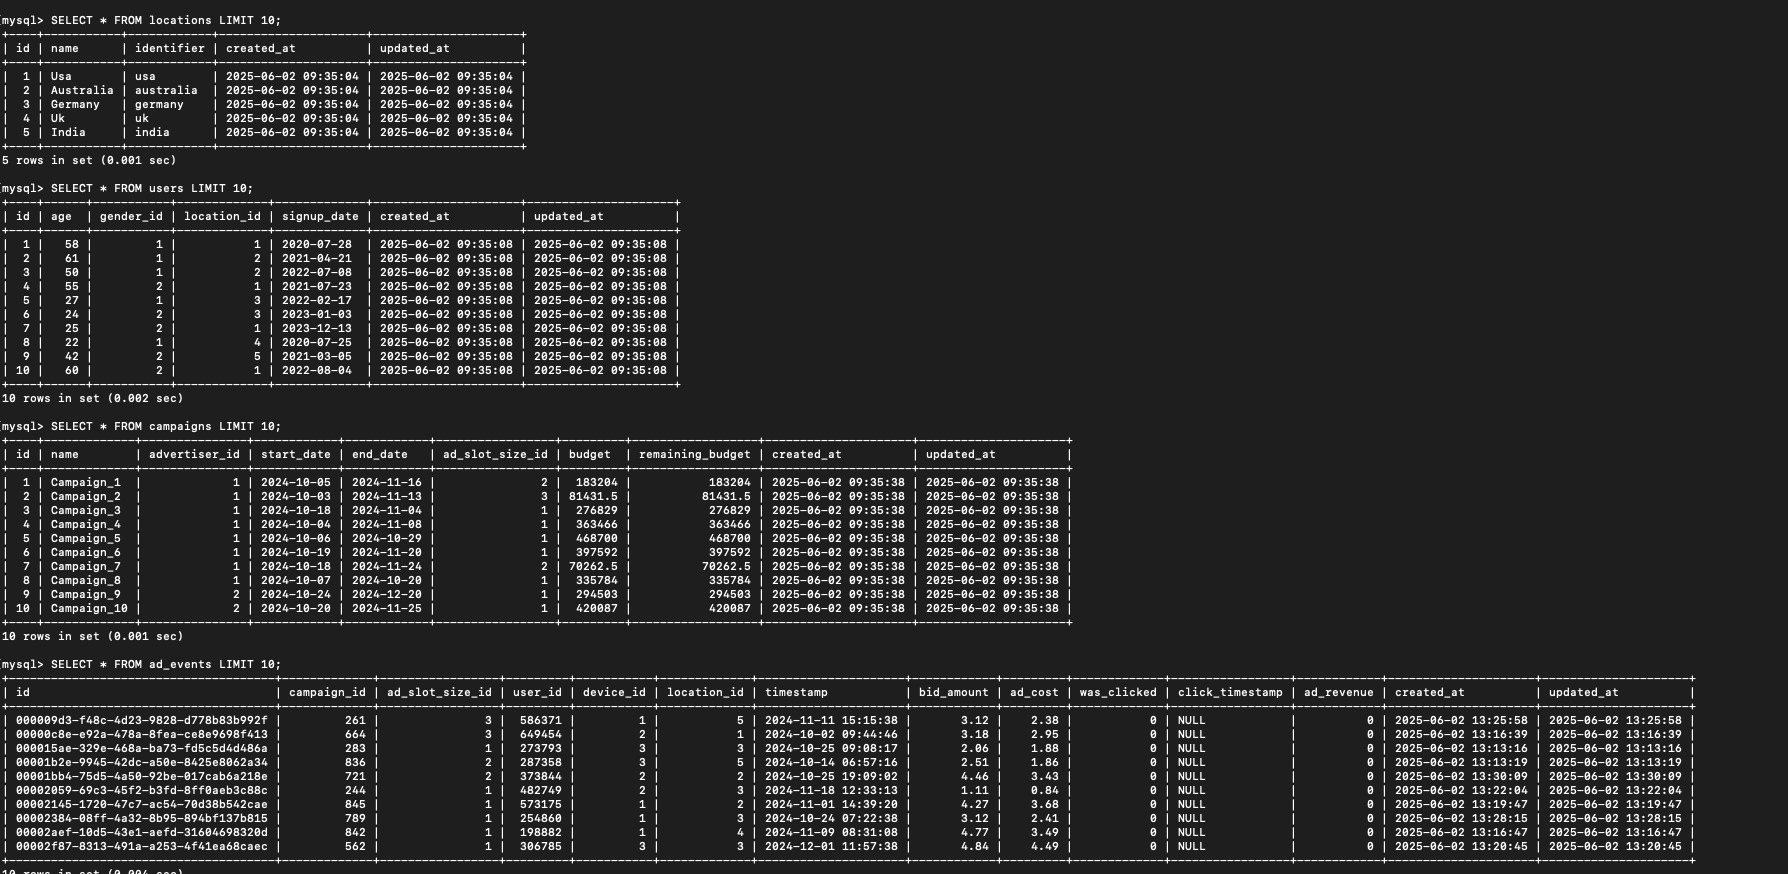 mysql> SELECT * FROM locations LIMIT 10;
| id | name      | identifier | created_at          | updated_at          |
|  1 | Usa       | usa        | 2025-06-02 09:35:04 | 2025-06-02 09:35:04 |
|  2 | Australia | australia  | 2025-06-02 09:35:04 | 2025-06-02 09:35:04 |
|  3 | Germany   | germany    | 2025-06-02 09:35:04 | 2025-06-02 09:35:04 |
|  4 | Uk        | uk         | 2025-06-02 09:35:04 | 2025-06-02 09:35:04 |
|  5 | India     | india      | 2025-06-02 09:35:04 | 2025-06-02 09:35:04 |
5 rows in set (0.001 sec)
mysql> SELECT * FROM users LIMIT 10;
| id | age  | gender_id | location_id | signup_date | created_at          | updated_at          |
|  1 |   58 |         1 |           1 | 2020-07-28  | 2025-06-02 09:35:08 | 2025-06-02 09:35:08 |
|  2 |   61 |         1 |           2 | 2021-04-21  | 2025-06-02 09:35:08 | 2025-06-02 09:35:08 |
|  3 |   50 |         1 |           2 | 2022-07-08  | 2025-06-02 09:35:08 | 2025-06-02 09:35:08 |
|  4 |   55 |         2 |           1 | 2021-07-23  | 2025-06-02 09:35:08 | 2025-06-02 09:35:08 |
|  5 |   27 |         1 |           3 | 2022-02-17  | 2025-06-02 09:35:08 | 2025-06-02 09:35:08 |
|  6 |   24 |         2 |           3 | 2023-01-03  | 2025-06-02 09:35:08 | 2025-06-02 09:35:08 |
|  7 |   25 |         2 |           1 | 2023-12-13  | 2025-06-02 09:35:08 | 2025-06-02 09:35:08 |
|  8 |   22 |         1 |           4 | 2020-07-25  | 2025-06-02 09:35:08 | 2025-06-02 09:35:08 |
|  9 |   42 |         2 |           5 | 2021-03-05  | 2025-06-02 09:35:08 | 2025-06-02 09:35:08 |
| 10 |   60 |         2 |           1 | 2022-08-04  | 2025-06-02 09:35:08 | 2025-06-02 09:35:08 |
10 rows in set (0.002 sec)
mysql> SELECT * FROM campaigns LIMIT 10;
| id | name        | advertiser_id | start_date | end_date   | ad_slot_size_id | budget  | remaining_budget | created_at          | updated_at          |
|  1 | Campaign_1  |             1 | 2024-10-05 | 2024-11-16 |               2 |  183204 |           183204 | 2025-06-02 09:35:38 | 2025-06-02 09:35:38 |
|  2 | Campaign_2  |             1 | 2024-10-03 | 2024-11-13 |               3 | 81431.5 |          81431.5 | 2025-06-02 09:35:38 | 2025-06-02 09:35:38 |
|  3 | Campaign_3  |             1 | 2024-10-18 | 2024-11-04 |               1 |  276829 |           276829 | 2025-06-02 09:35:38 | 2025-06-02 09:35:38 |
|  4 | Campaign_4  |             1 | 2024-10-04 | 2024-11-08 |               1 |  363466 |           363466 | 2025-06-02 09:35:38 | 2025-06-02 09:35:38 |
|  5 | Campaign_5  |             1 | 2024-10-06 | 2024-10-29 |               1 |  468700 |           468700 | 2025-06-02 09:35:38 | 2025-06-02 09:35:38 |
|  6 | Campaign_6  |             1 | 2024-10-19 | 2024-11-20 |               1 |  397592 |           397592 | 2025-06-02 09:35:38 | 2025-06-02 09:35:38 |
|  7 | Campaign_7  |             1 | 2024-10-18 | 2024-11-24 |               2 | 70262.5 |          70262.5 | 2025-06-02 09:35:38 | 2025-06-02 09:35:38 |
|  8 | Campaign_8  |             1 | 2024-10-07 | 2024-10-20 |               1 |  335784 |           335784 | 2025-06-02 09:35:38 | 2025-06-02 09:35:38 |
|  9 | Campaign_9  |             2 | 2024-10-24 | 2024-12-20 |               1 |  294503 |           294503 | 2025-06-02 09:35:38 | 2025-06-02 09:35:38 |
| 10 | Campaign_10 |             2 | 2024-10-20 | 2024-11-25 |               1 |  420087 |           420087 | 2025-06-02 09:35:38 | 2025-06-02 09:35:38 |
10 rows in set (0.001 sec)
mysql> SELECT * FROM ad_events LIMIT 10;
| id                                   | campaign_id | ad_slot_size_id | user_id | device_id | location_id | timestamp           | bid_amount | ad_cost | was_clicked | click_timestamp | ad_revenue | created_at          | updated_at          |
| 000009d3-f48c-4d23-9828-d778b83b992f |         261 |               3 |  586371 |         1 |           5 | 2024-11-11 15:15:38 |       3.12 |    2.38 |           0 | NULL            |          0 | 2025-06-02 13:25:58 | 2025-06-02 13:25:58 |
| 00000c8e-e92a-478a-8fea-ce8e9698f413 |         664 |               3 |  649454 |         2 |           1 | 2024-10-02 09:44:46 |       3.18 |    2.95 |           0 | NULL            |          0 | 2025-06-02 13:16:39 | 2025-06-02 13:16:39 |
| 000015ae-329e-468a-ba73-fd5c5d4d486a |         283 |               1 |  273793 |         3 |           3 | 2024-10-25 09:08:17 |       2.06 |    1.88 |           0 | NULL            |          0 | 2025-06-02 13:13:16 | 2025-06-02 13:13:16 |
| 00001b2e-9945-42dc-a50e-8425e8062a34 |         836 |               2 |  287358 |         3 |           5 | 2024-10-14 06:57:16 |       2.51 |    1.86 |           0 | NULL            |          0 | 2025-06-02 13:13:19 | 2025-06-02 13:13:19 |
| 00001bb4-75d5-4a50-92be-017cab6a218e |         721 |               2 |  373844 |         2 |           2 | 2024-10-25 19:09:02 |       4.46 |    3.43 |           0 | NULL            |          0 | 2025-06-02 13:30:09 | 2025-06-02 13:30:09 |
| 00002059-69c3-45f2-b3fd-8ff0aeb3c88c |         244 |               1 |  482749 |         2 |           3 | 2024-11-18 12:33:13 |       1.11 |    0.84 |           0 | NULL            |          0 | 2025-06-02 13:22:04 | 2025-06-02 13:22:04 |
| 00002145-1720-47c7-ac54-70d38b542cae |         845 |               1 |  573175 |         1 |           2 | 2024-11-01 14:39:20 |       4.27 |    3.68 |           0 | NULL            |          0 | 2025-06-02 13:19:47 | 2025-06-02 13:19:47 |
| 00002384-08ff-4a32-8b95-894bf137b815 |         789 |               1 |  254860 |         1 |           3 | 2024-10-24 07:22:38 |       3.12 |    2.41 |           0 | NULL            |          0 | 2025-06-02 13:28:15 | 2025-06-02 13:28:15 |
| 00002aef-10d5-43e1-aefd-31604698320d |         842 |               1 |  198882 |         1 |           4 | 2024-11-09 08:31:08 |       4.77 |    3.49 |           0 | NULL            |          0 | 2025-06-02 13:16:47 | 2025-06-02 13:16:47 |
| 00002f87-8313-491a-a253-4f41ea68caec |         562 |               1 |  306785 |         3 |           3 | 2024-12-01 11:57:38 |       4.84 |    4.49 |           0 | NULL            |          0 | 2025-06-02 13:20:45 | 2025-06-02 13:20:45 |
10 rows in set (0.004 sec)